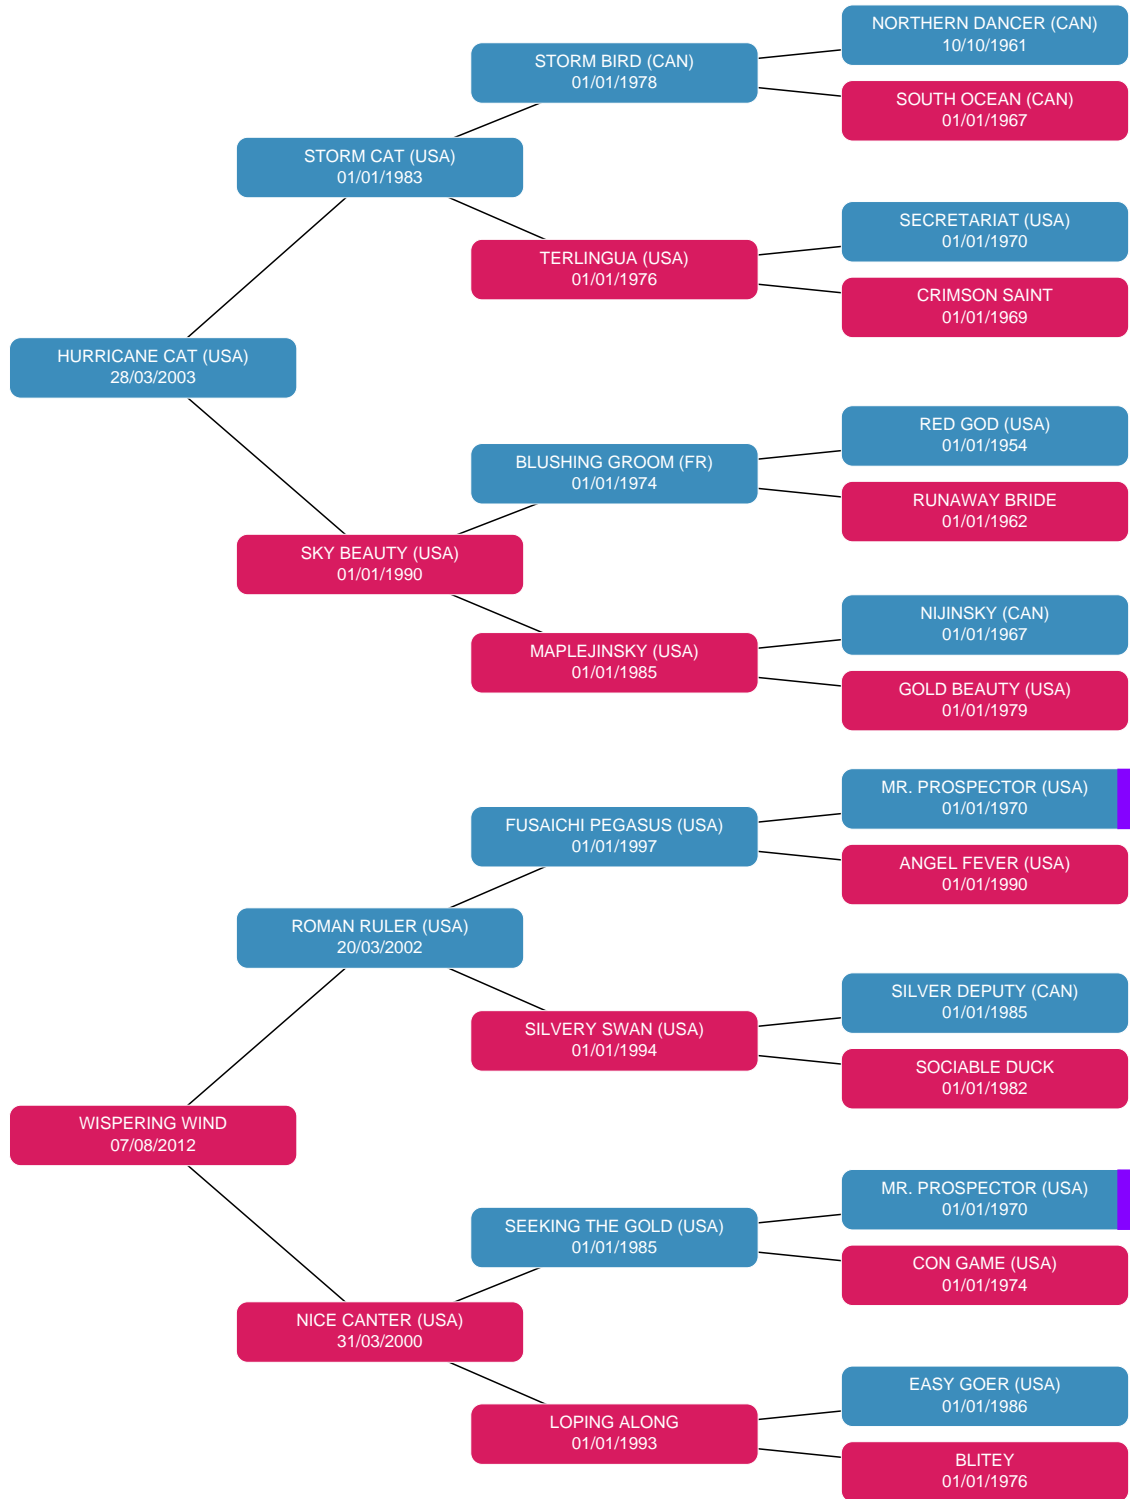 NORTHERN DANCER (CAN)
10/10/1961
STORM BIRD (CAN)
01/01/1978
SOUTH OCEAN (CAN)
01/01/1967
STORM CAT (USA)
01/01/1983
SECRETARIAT (USA)
01/01/1970
TERLINGUA (USA)
01/01/1976
CRIMSON SAINT
01/01/1969
HURRICANE CAT (USA)
28/03/2003
RED GOD (USA)
01/01/1954
BLUSHING GROOM (FR)
01/01/1974
RUNAWAY BRIDE
01/01/1962
SKY BEAUTY (USA)
01/01/1990
NIJINSKY (CAN)
01/01/1967
MAPLEJINSKY (USA)
01/01/1985
GOLD BEAUTY (USA)
01/01/1979
MR. PROSPECTOR (USA)
01/01/1970
FUSAICHI PEGASUS (USA)
01/01/1997
ANGEL FEVER (USA)
01/01/1990
ROMAN RULER (USA)
20/03/2002
SILVER DEPUTY (CAN)
01/01/1985
SILVERY SWAN (USA)
01/01/1994
SOCIABLE DUCK
01/01/1982
WISPERING WIND
07/08/2012
MR. PROSPECTOR (USA)
01/01/1970
SEEKING THE GOLD (USA)
01/01/1985
CON GAME (USA)
01/01/1974
NICE CANTER (USA)
31/03/2000
EASY GOER (USA)
01/01/1986
LOPING ALONG
01/01/1993
BLITEY
01/01/1976